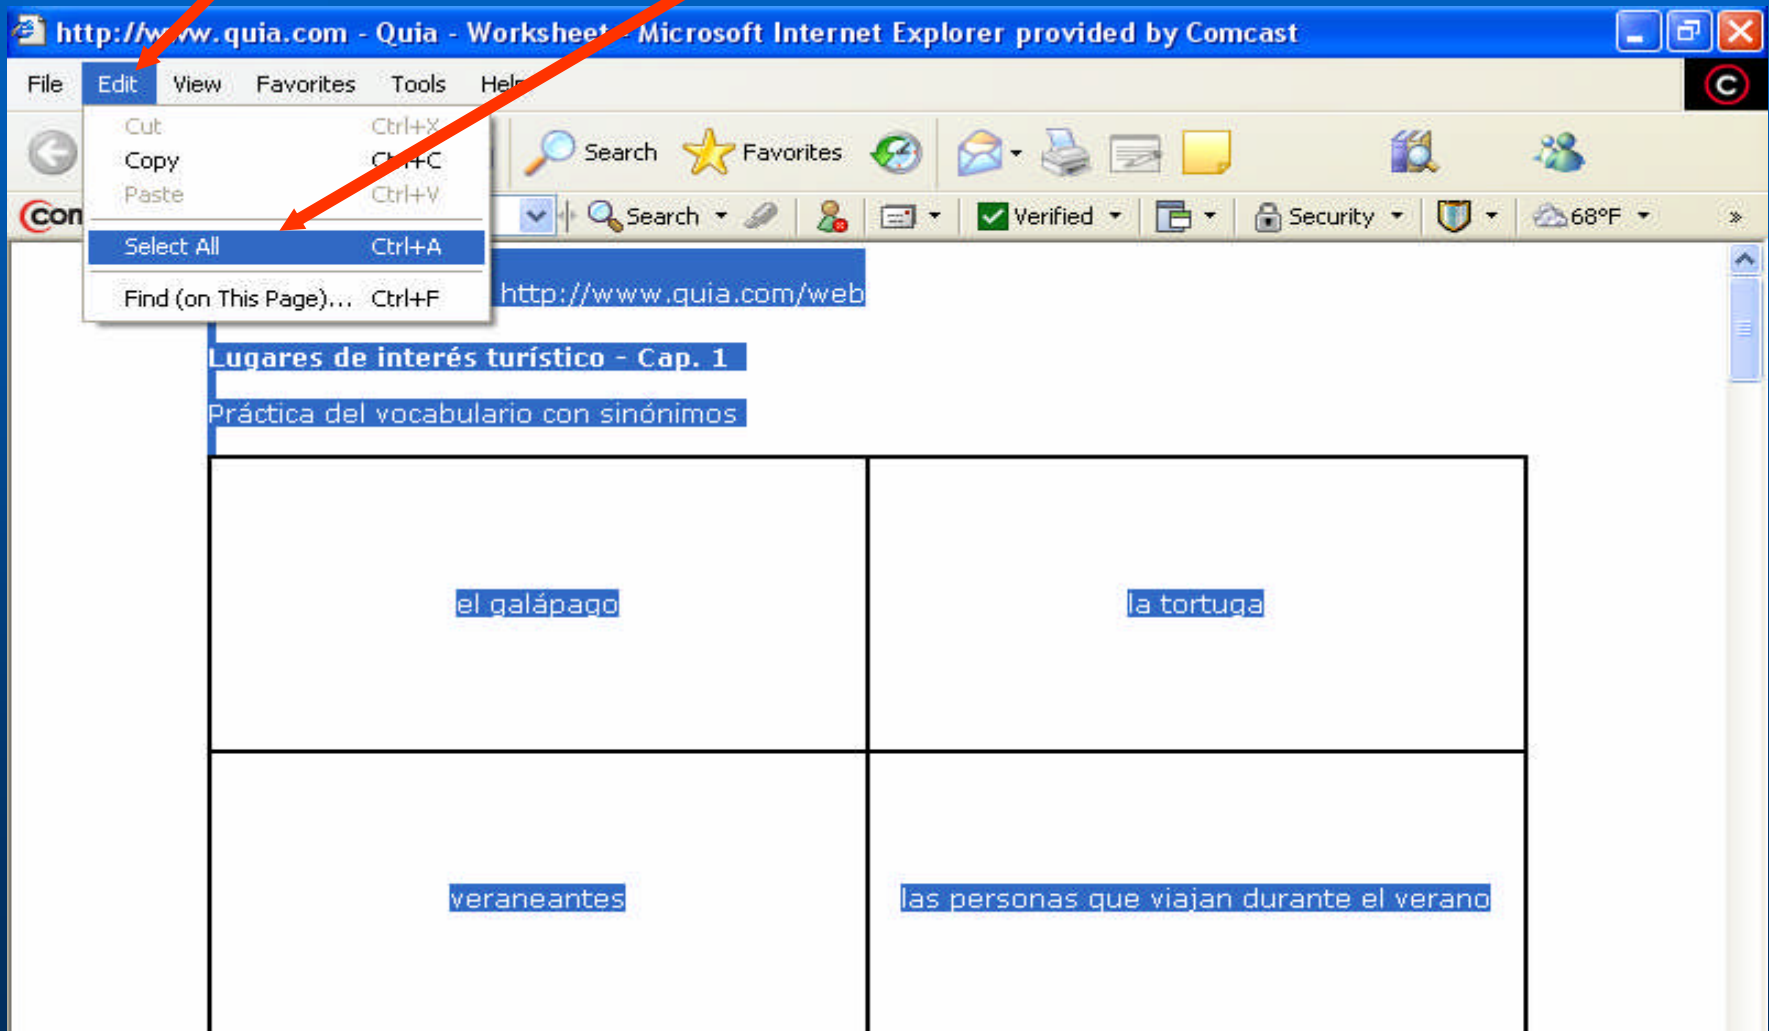 http://www.quia.com - Quia - Worksheet - Microsoft Internet Explorer provided by Comcast
File Edit View Favorites Tools Help
Cut Ctrl+X
Copy Ctrl+C
Paste Ctrl+V
Select All Ctrl+A
Find (on This Page)... Ctrl+F
Search Favorites
Search Verified Security 68°F »
http://www.quia.com/web
Lugares de interés turístico - Cap. 1
Práctica del vocabulario con sinónimos
el galápago la tortuga
veraneantes las personas que viajan durante el verano